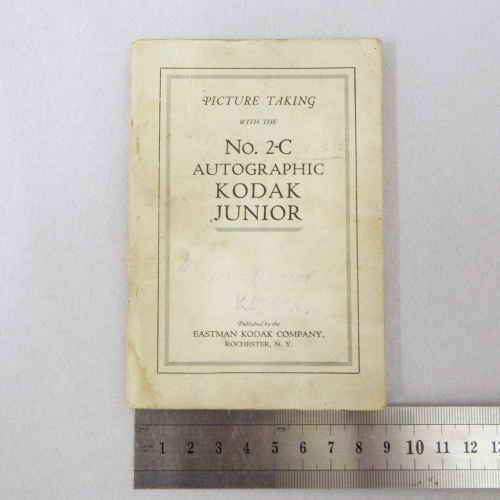 PICTURE TAKING
WITH THE
No. 2-C
AUTOGRAPHIC
KODAK
JUNIOR
Published by the
EASTMAN KODAK COMPANY,
ROCHESTER, N. Y.
1 2 3 4 5 6 7 8 9 10 11 12 13